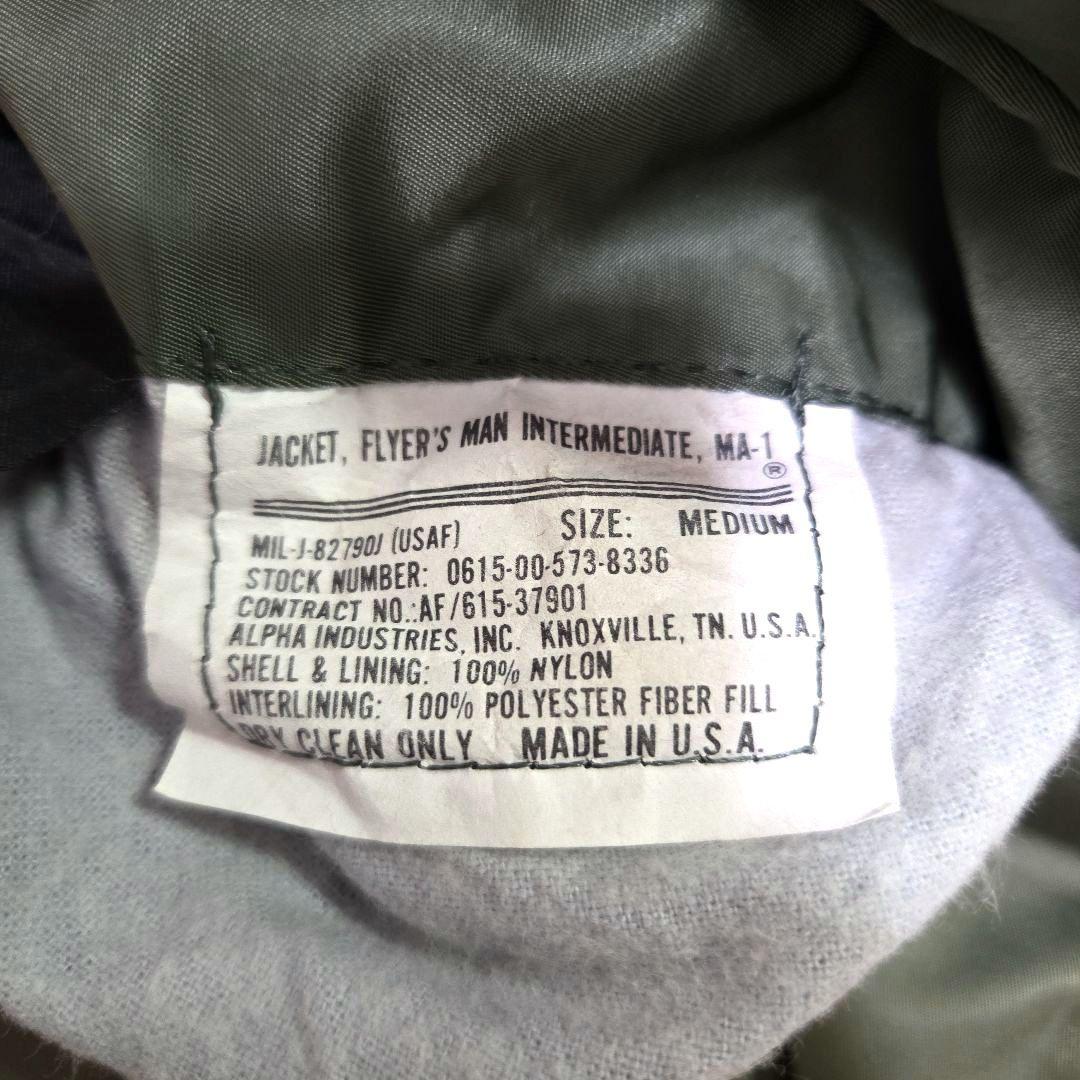 JACKET, FLYER'S MAN INTERMEDIATE, MA-1®
MIL-J-82790J (USAF) SIZE: MEDIUM
STOCK NUMBER: 0615-00-573-8336
CONTRACT NO.:AF/615-37901
ALPHA INDUSTRIES, INC. KNOXVILLE, TN. U.S.A.
SHELL & LINING: 100% NYLON
INTERLINING: 100% POLYESTER FIBER FILL
DRY CLEAN ONLY MADE IN U.S.A.